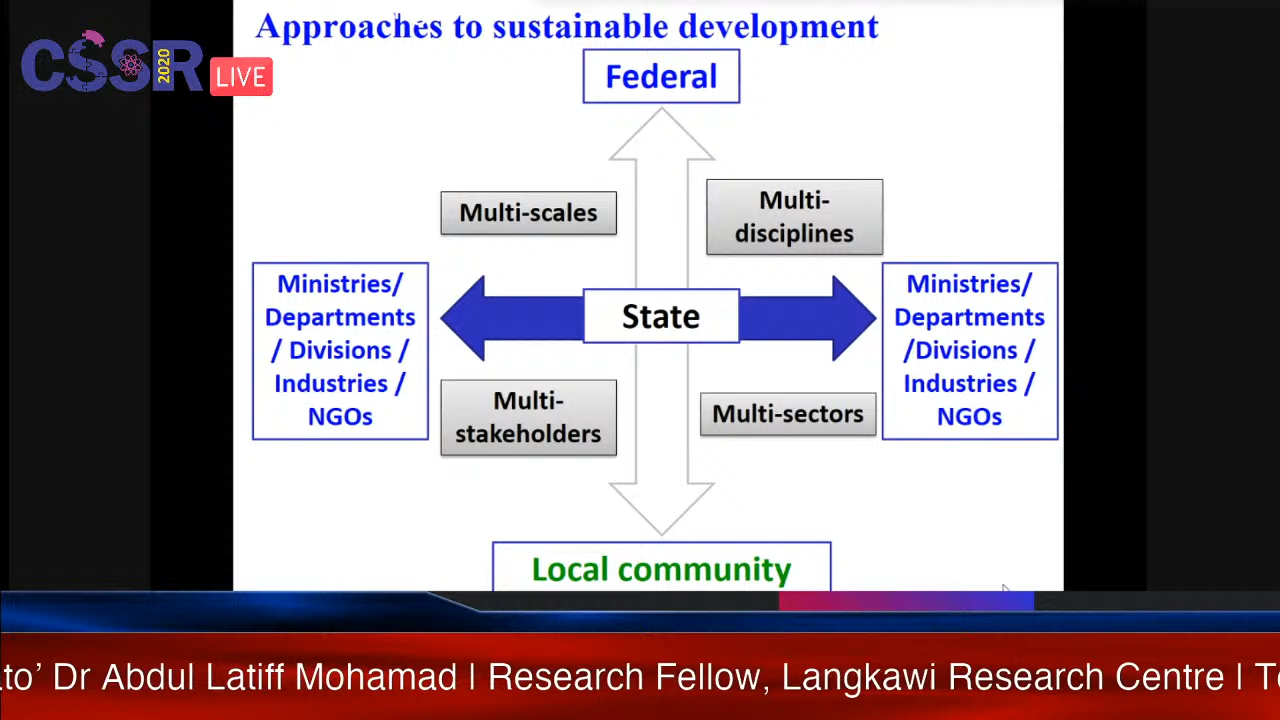 Approaches to sustainable development
CSSR 2020
LIVE
Federal
Multi-scales
Multi-
disciplines
Ministries/
Departments
/ Divisions /
Industries /
NGOs
State
Ministries/
Departments
/Divisions /
Industries /
NGOs
Multi-
stakeholders
Multi-sectors
Local community
to’ Dr Abdul Latiff Mohamad | Research Fellow, Langkawi Research Centre |